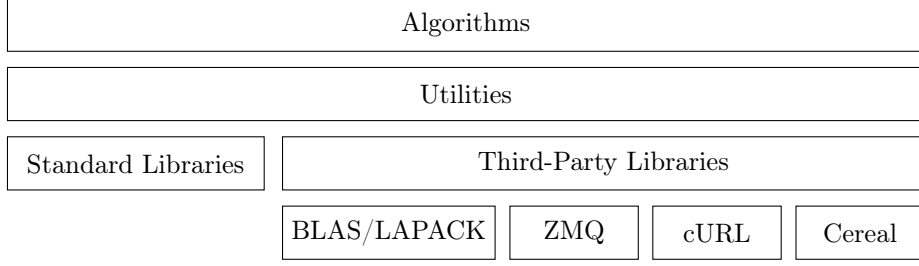 Algorithms
Utilities
Standard Libraries
Third-Party Libraries
BLAS/LAPACK
ZMQ
cURL
Cereal